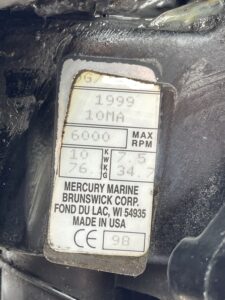 1999
10MA
6000 MAX RPM
10 KW 7.5
76 KG 34.7
MERCURY MARINE
BRUNSWICK CORP.
FOND DU LAC, WI 54935
MADE IN USA
CE 98